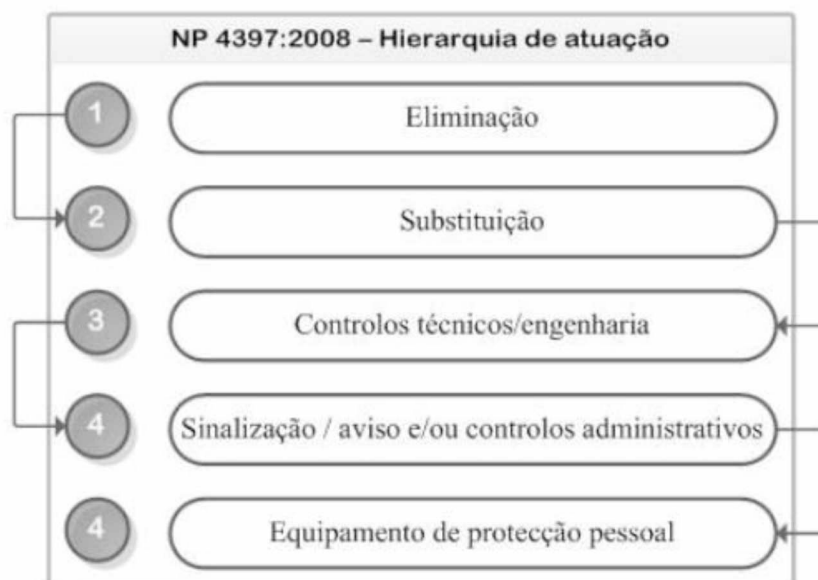 NP 4397:2008 – Hierarquia de atuação
1 Eliminação
2 Substituição
3 Controlos técnicos/engenharia
4 Sinalização / aviso e/ou controlos administrativos
4 Equipamento de protecção pessoal